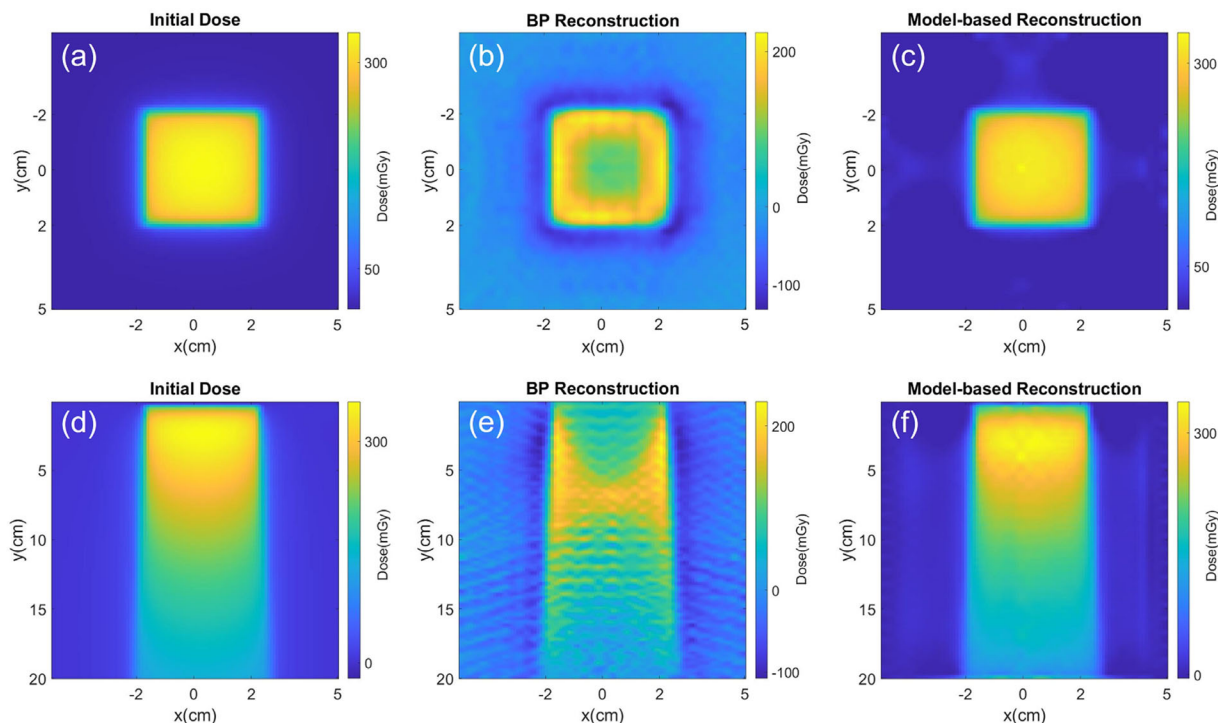 Initial Dose
BP Reconstruction
Model-based Reconstruction
(a)
(b)
(c)
300
200
300
-2
-2
-2
y(cm)
0
y(cm)
0
y(cm)
0
Dose(mGy)
100
Dose(mGy)
0
Dose(mGy)
2
2
2
50
-100
50
5
5
5
-2 0 2 5
-2 0 2 5
-2 0 2 5
x(cm)
x(cm)
x(cm)
Initial Dose
BP Reconstruction
Model-based Reconstruction
(d)
(e)
(f)
300
200
300
5
5
5
y(cm)
10
y(cm)
10
y(cm)
10
Dose(mGy)
100
Dose(mGy)
0
Dose(mGy)
15
15
15
0
-100
0
20
20
20
-2 0 2 5
-2 0 2 5
-2 0 2 5
x(cm)
x(cm)
x(cm)